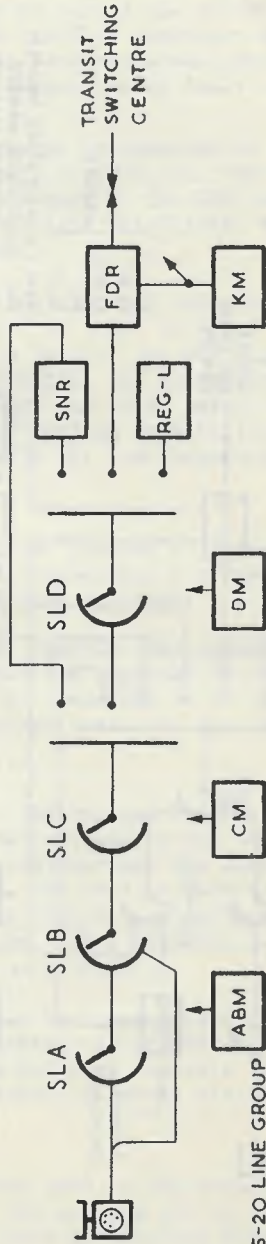 SLA
SLB
SLC
SLD
SNR
FDR
REG-L
TRANSIT
SWITCHING
CENTRE
ABM
CM
DM
KM
5-20 LINE GROUP